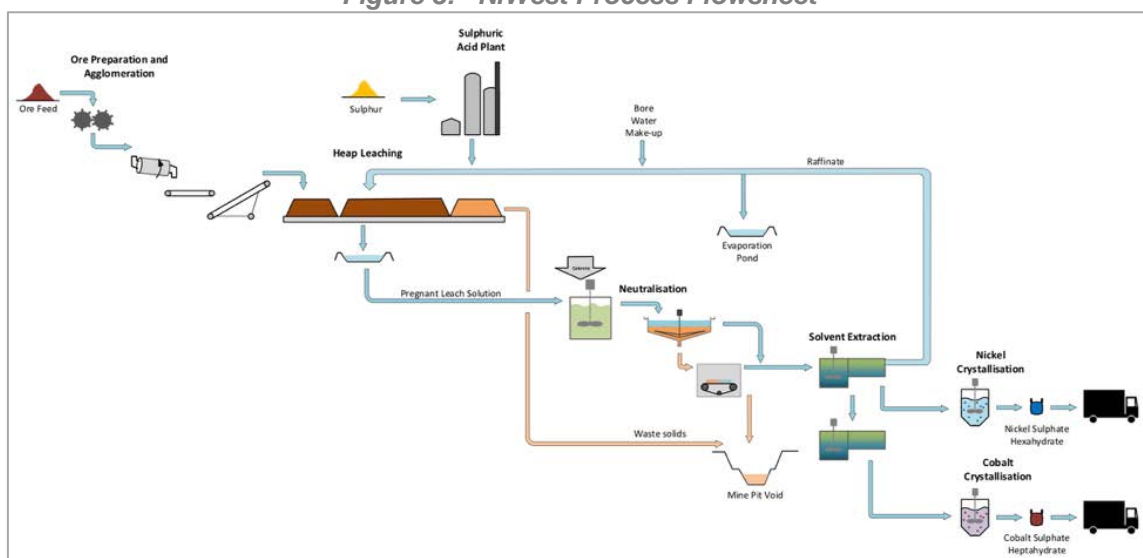 Figure 3. NiWest Process Flowsheet
Sulphuric
Acid Plant
Ore Preparation and
Agglomeration
Ore Feed
Sulphur
Bore
Water
Make-up
Raffinate
Heap Leaching
Evaporation
Pond
Pregnant Leach Solution
Calcrete
Neutralisation
Solvent Extraction
Nickel
Crystallisation
Nickel Sulphate
Hexahydrate
Waste solids
Mine Pit Void
Cobalt
Crystallisation
Cobalt Sulphate
Heptahydrate